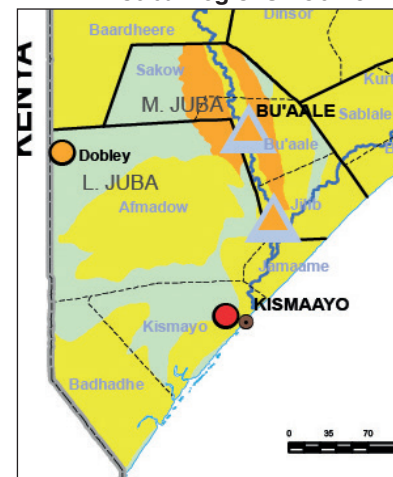 Dinsor
Baardheere
Sakow
Kurt
M. JUBA
BU'AALE
Sablale
KENYA
Bu'aale
Dobley
L. JUBA
Afmadow
Jilib
Jamaame
KISMAAYO
Kismayo
Badhadhe
0 35 70